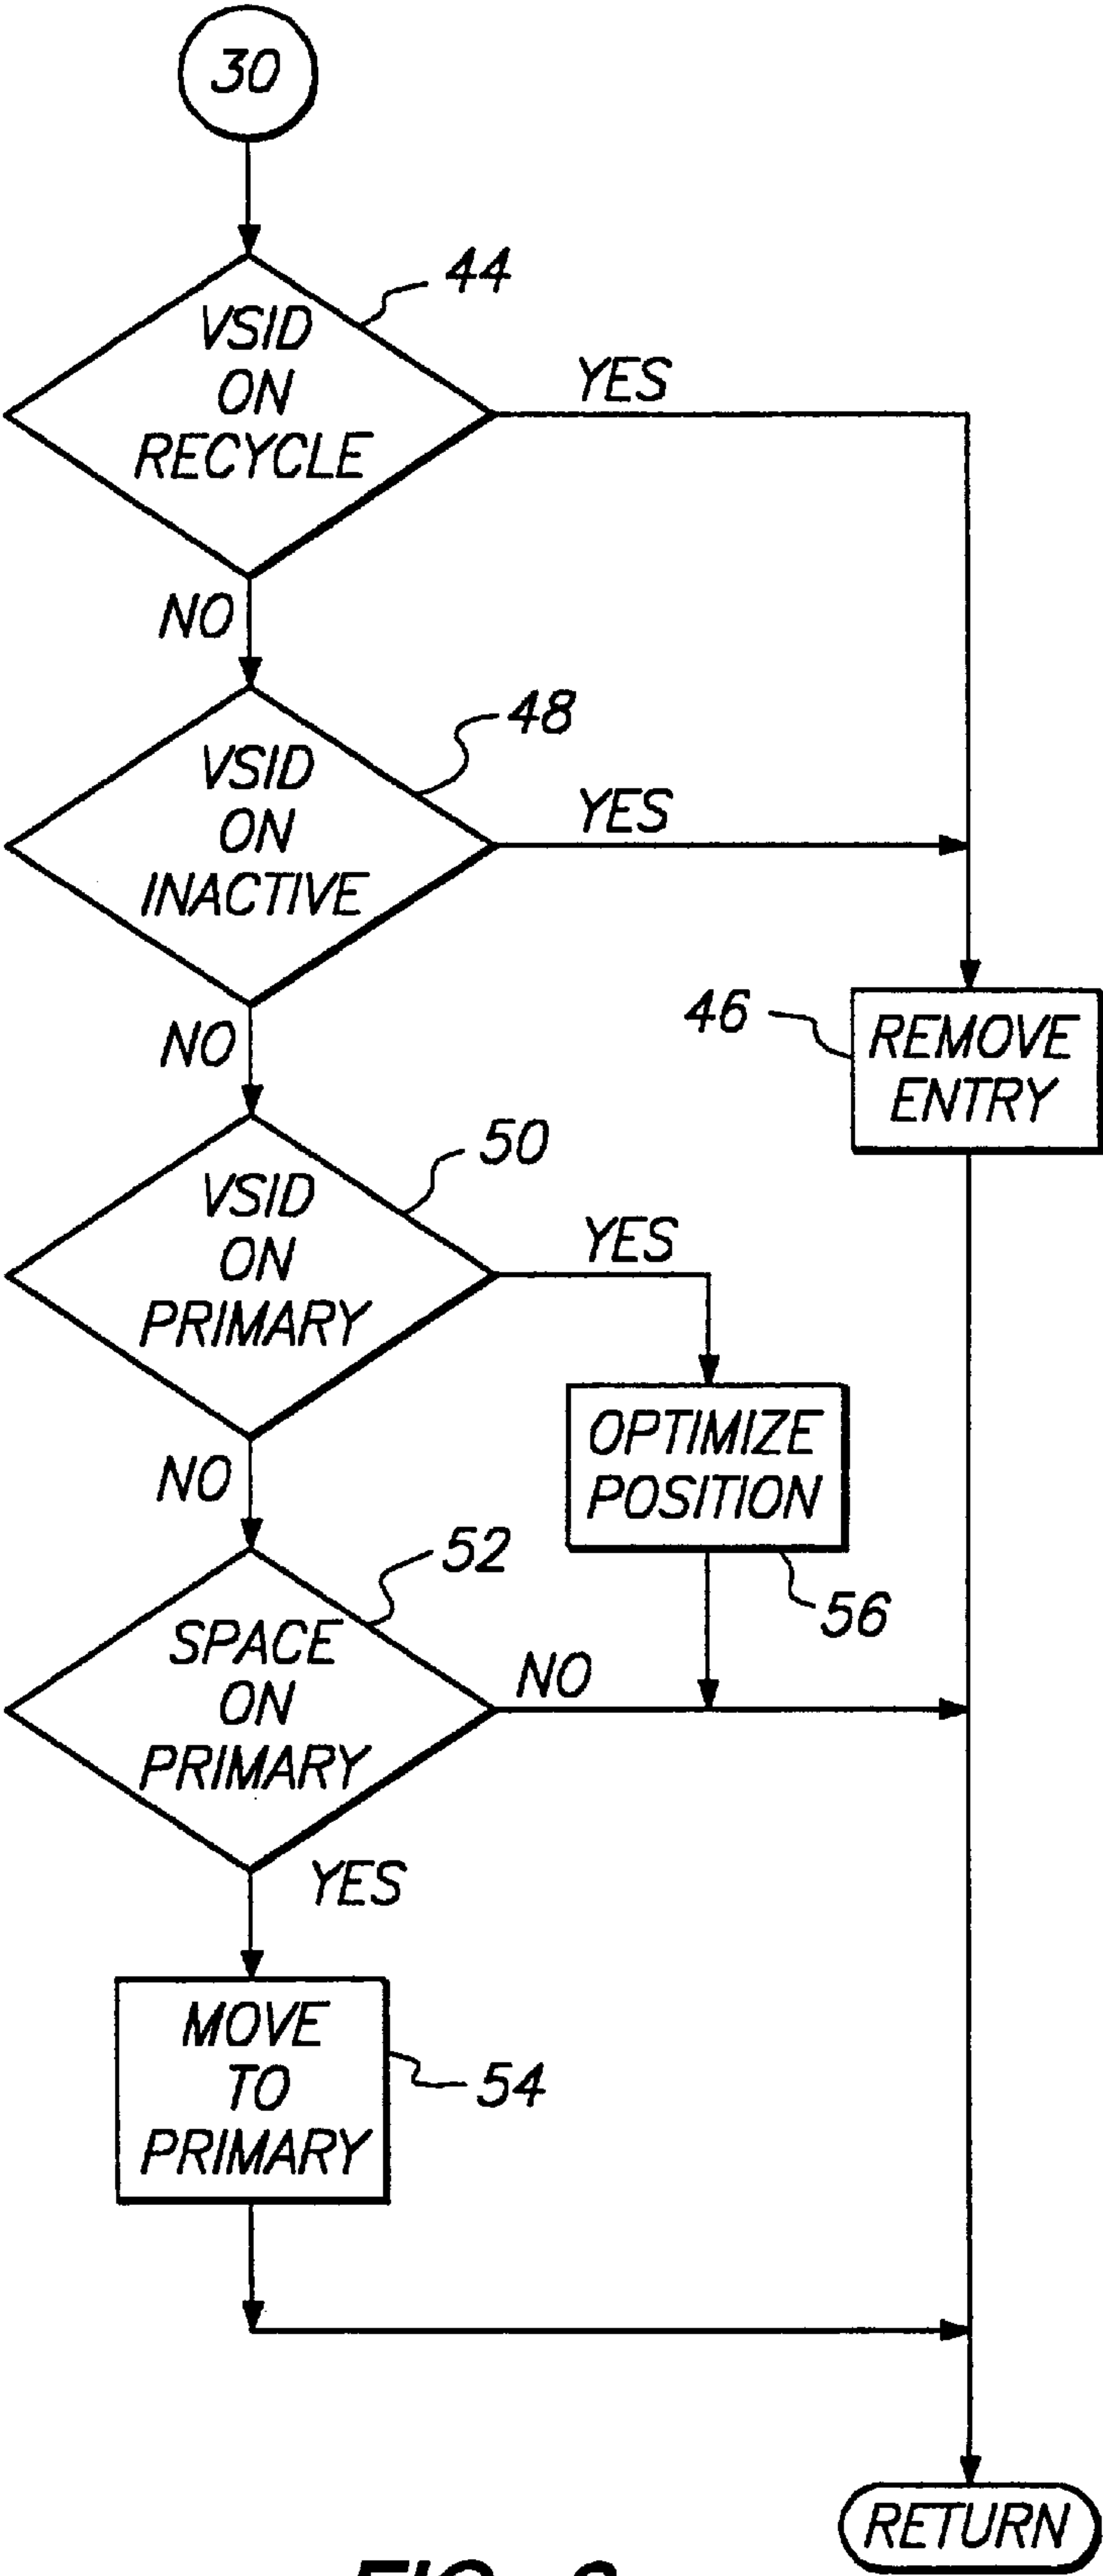 30
44
VSID
ON
RECYCLE
YES
NO
48
VSID
ON
INACTIVE
YES
NO
46
REMOVE
ENTRY
50
VSID
ON
PRIMARY
YES
NO
OPTIMIZE
POSITION
56
52
SPACE
ON
PRIMARY
NO
YES
MOVE
TO
PRIMARY
54
RETURN
FIG.